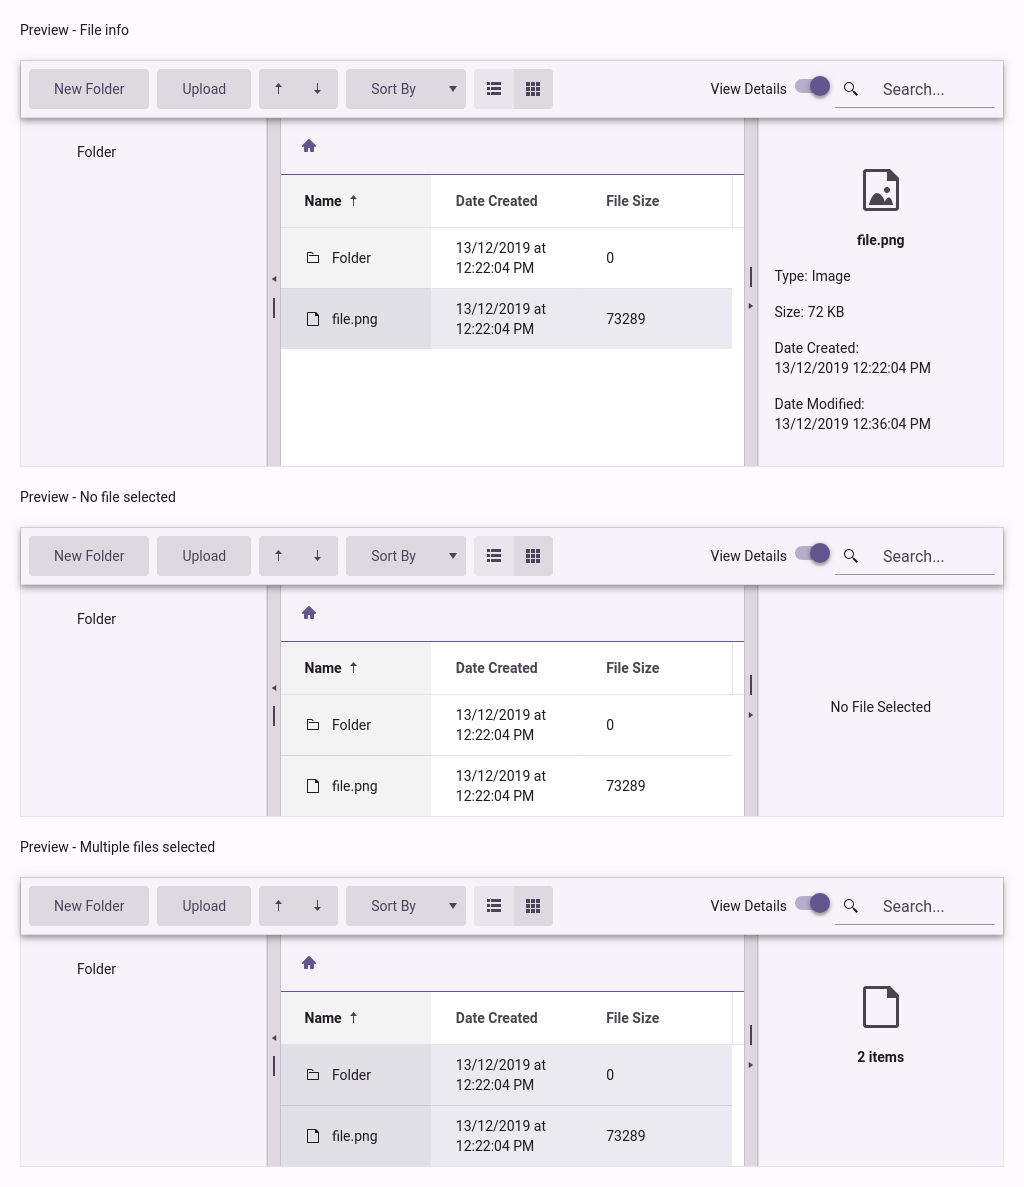 Preview - File info
New Folder
Upload
Sort By
View Details
Search...
Folder
Name
Date Created
File Size
Folder
13/12/2019 at
12:22:04 PM
0
file.png
13/12/2019 at
12:22:04 PM
73289
file.png
Type: Image
Size: 72 KB
Date Created:
13/12/2019 12:22:04 PM
Date Modified:
13/12/2019 12:36:04 PM
Preview - No file selected
New Folder
Upload
Sort By
View Details
Search...
Folder
Name
Date Created
File Size
Folder
13/12/2019 at
12:22:04 PM
0
file.png
13/12/2019 at
12:22:04 PM
73289
No File Selected
Preview - Multiple files selected
New Folder
Upload
Sort By
View Details
Search...
Folder
Name
Date Created
File Size
Folder
13/12/2019 at
12:22:04 PM
0
file.png
13/12/2019 at
12:22:04 PM
73289
2 items